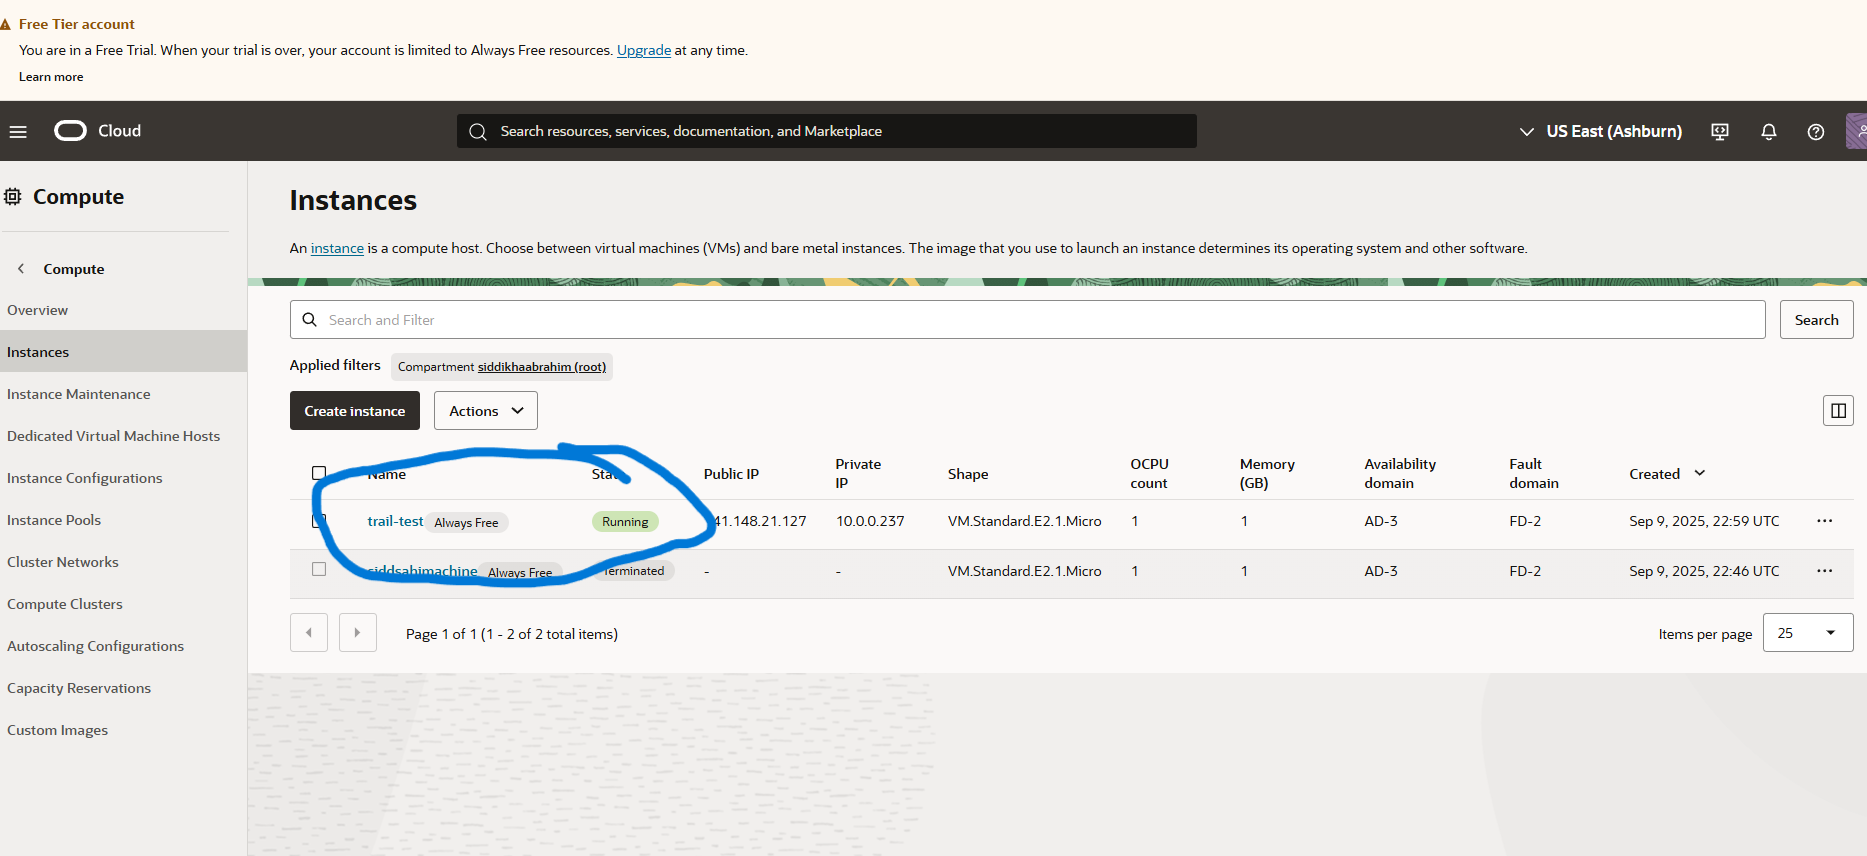 Free Tier account
You are in a Free Trial. When your trial is over, your account is limited to Always Free resources. Upgrade at any time.
Learn more
Cloud
Search resources, services, documentation, and Marketplace
US East (Ashburn)
Compute
Compute
Overview
Instances
Instance Maintenance
Dedicated Virtual Machine Hosts
Instance Configurations
Instance Pools
Cluster Networks
Compute Clusters
Autoscaling Configurations
Capacity Reservations
Custom Images
Instances
An instance is a compute host. Choose between virtual machines (VMs) and bare metal instances. The image that you use to launch an instance determines its operating system and other software.
Search and Filter
Search
Applied filters Compartment siddikhaabrahim (root)
Create instance Actions
Name Public IP Private IP Shape OCPU count Memory (GB) Availability domain Fault domain Created
trail-test Always Free Running 41.148.21.127 10.0.0.237 VM.Standard.E2.1.Micro 1 1 AD-3 FD-2 Sep 9, 2025, 22:59 UTC
siddsabimachine Always Free Terminated - - VM.Standard.E2.1.Micro 1 1 AD-3 FD-2 Sep 9, 2025, 22:46 UTC
Page 1 of 1 (1 - 2 of 2 total items)
Items per page 25